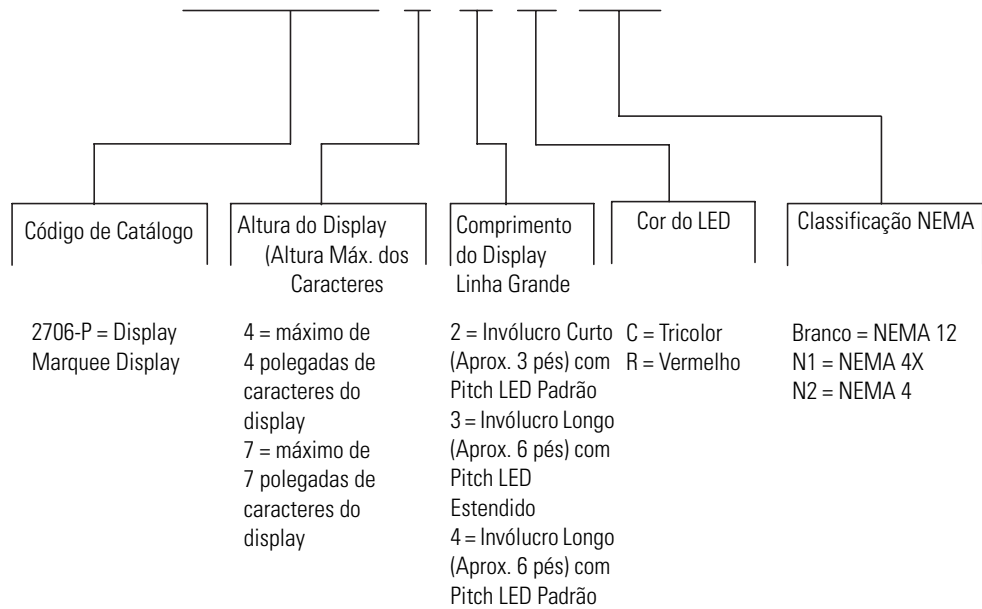 Código de Catálogo
2706-P = Display
Marquee Display
Altura do Display
(Altura Máx. dos
Caracteres
4 = máximo de
4 polegadas de
caracteres do
display
7 = máximo de
7 polegadas de
caracteres do
display
Comprimento
do Display
Linha Grande
2 = Invólucro Curto
(Aprox. 3 pés) com
Pitch LED Padrão
3 = Invólucro Longo
(Aprox. 6 pés) com
Pitch LED
Estendido
4 = Invólucro Longo
(Aprox. 6 pés) com
Pitch LED Padrão
Cor do LED
C = Tricolor
R = Vermelho
Classificação NEMA
Branco = NEMA 12
N1 = NEMA 4X
N2 = NEMA 4